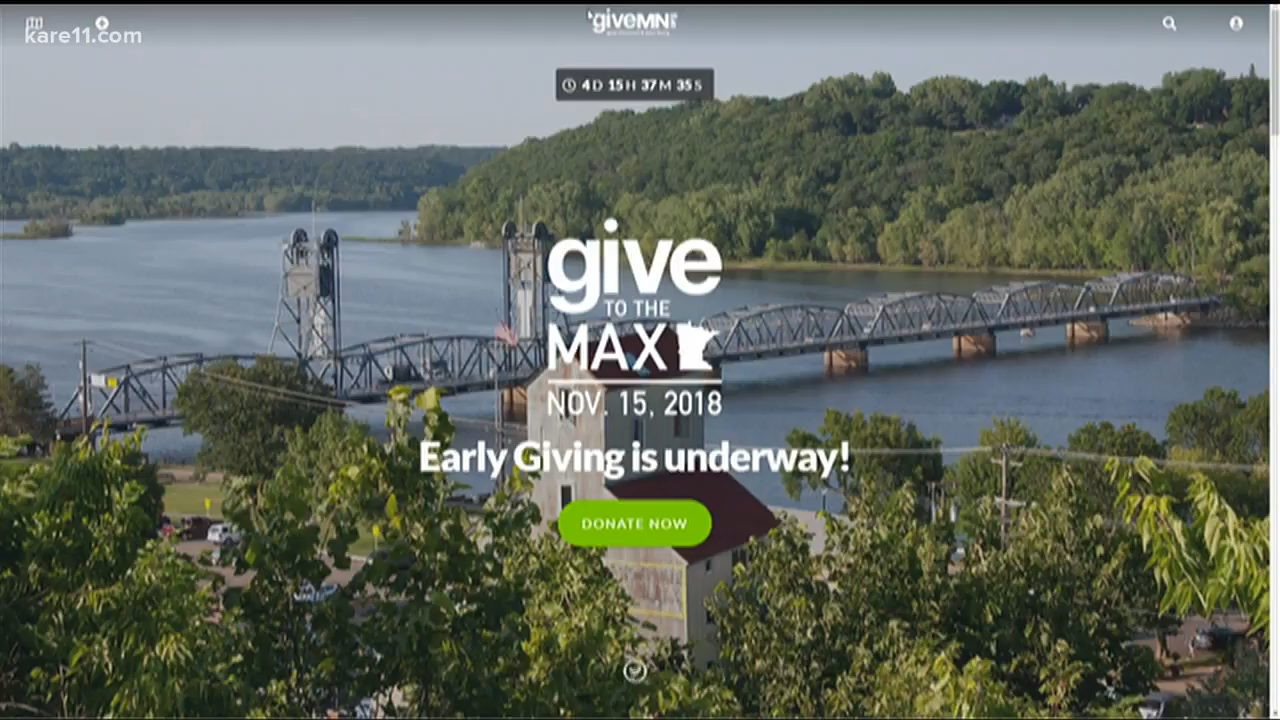 kare11.com
giveMN
4D 15H 37M 35S
give
TO THE
MAX
NOV. 15, 2018
Early Giving is underway!
DONATE NOW